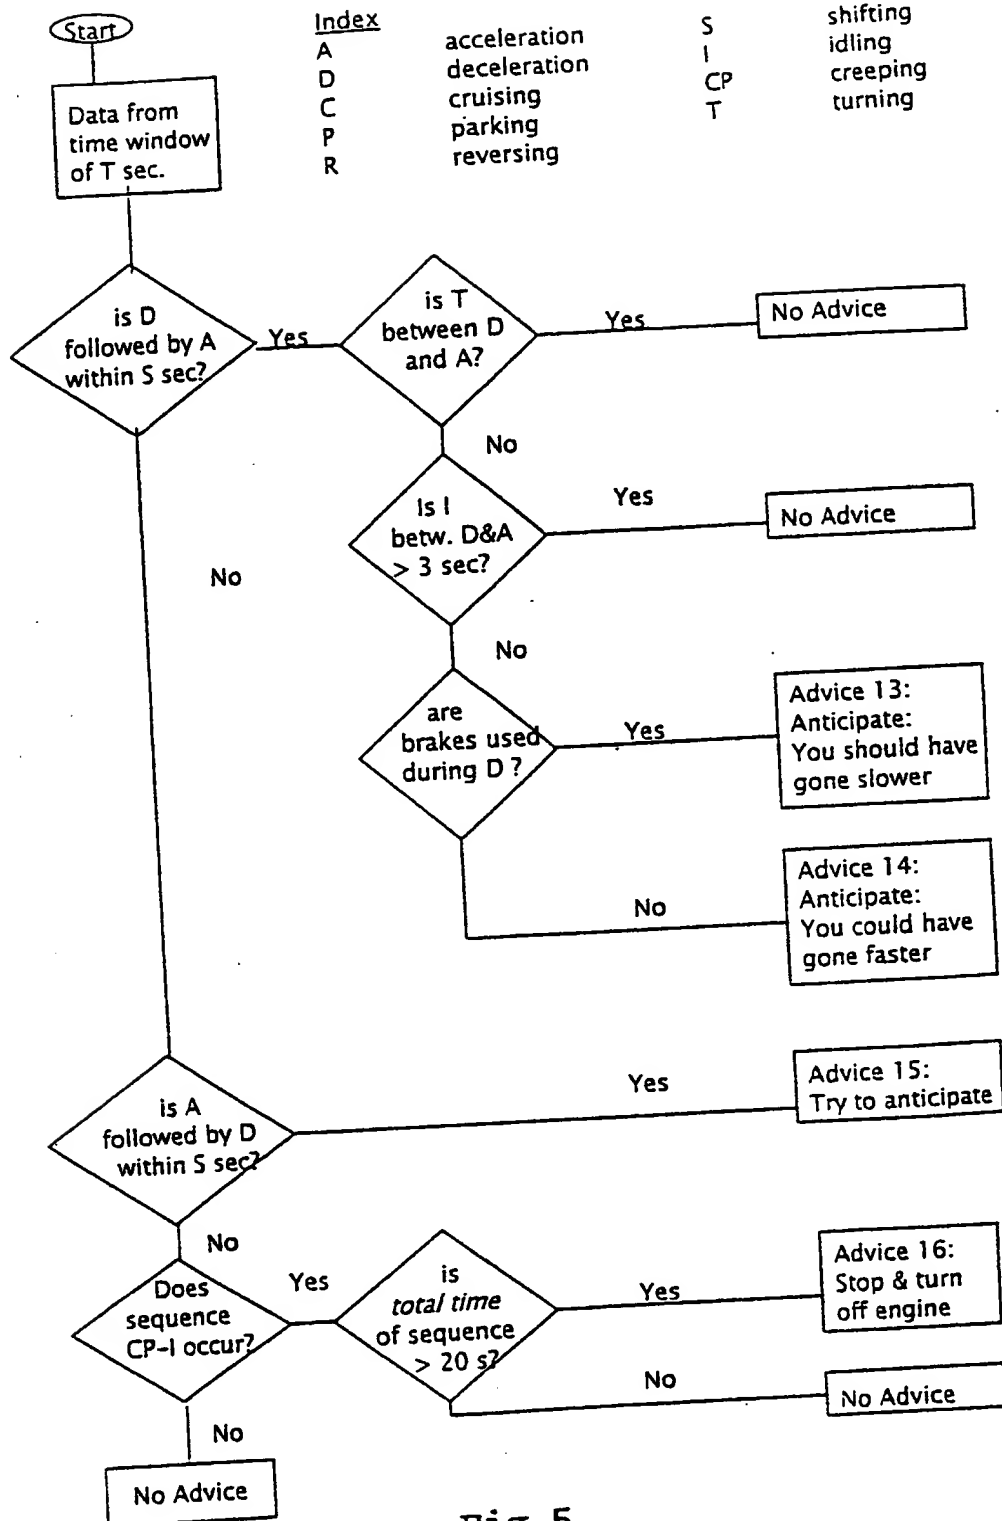 Start
Index
A acceleration
D deceleration
C cruising
P parking
R reversing
S shifting
I idling
CP creeping
T turning
Data from
time window
of T sec.
is D
followed by A
within S sec?
Yes
is T
between D
and A?
Yes
No Advice
No
Is I
betw. D&A
> 3 sec?
Yes
No Advice
No
No
are
brakes used
during D ?
Yes
Advice 13:
Anticipate:
You should have
gone slower
No
Advice 14:
Anticipate:
You could have
gone faster
is A
followed by D
within S sec?
Yes
Advice 15:
Try to anticipate
No
Does
sequence
CP-I occur?
Yes
is
total time
of sequence
> 20 s?
Yes
Advice 16:
Stop & turn
off engine
No
No Advice
No
No Advice
Fig 5